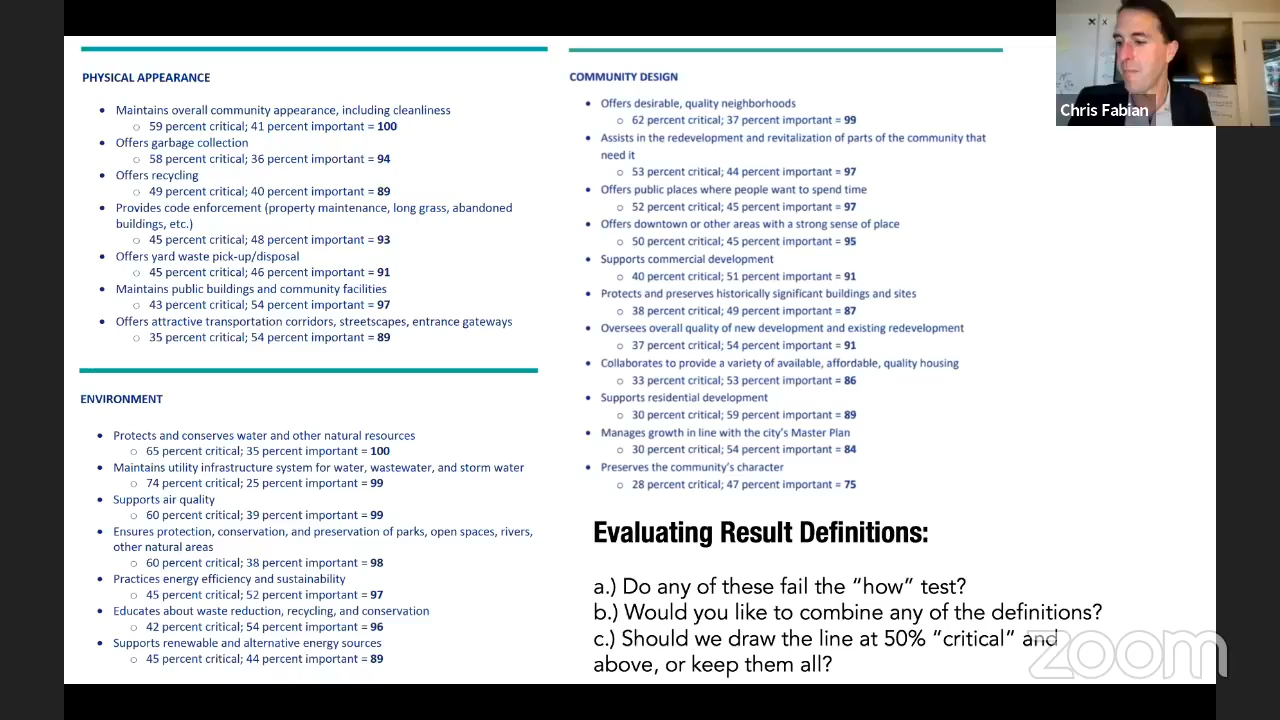 PHYSICAL APPEARANCE
• Maintains overall community appearance, including cleanliness
○ 59 percent critical; 41 percent important = 100
• Offers garbage collection
○ 58 percent critical; 36 percent important = 94
• Offers recycling
○ 49 percent critical; 40 percent important = 89
• Provides code enforcement (property maintenance, long grass, abandoned
buildings, etc.)
○ 45 percent critical; 48 percent important = 93
• Offers yard waste pick-up/disposal
○ 45 percent critical; 46 percent important = 91
• Maintains public buildings and community facilities
○ 43 percent critical; 54 percent important = 97
• Offers attractive transportation corridors, streetscapes, entrance gateways
○ 35 percent critical; 54 percent important = 89
ENVIRONMENT
• Protects and conserves water and other natural resources
○ 65 percent critical; 35 percent important = 100
• Maintains utility infrastructure system for water, wastewater, and storm water
○ 74 percent critical; 25 percent important = 99
• Supports air quality
○ 60 percent critical; 39 percent important = 99
• Ensures protection, conservation, and preservation of parks, open spaces, rivers,
other natural areas
○ 60 percent critical; 38 percent important = 98
• Practices energy efficiency and sustainability
○ 45 percent critical; 52 percent important = 97
• Educates about waste reduction, recycling, and conservation
○ 42 percent critical; 54 percent important = 96
• Supports renewable and alternative energy sources
○ 45 percent critical; 44 percent important = 89
COMMUNITY DESIGN
• Offers desirable, quality neighborhoods
○ 62 percent critical; 37 percent important = 99
• Assists in the redevelopment and revitalization of parts of the community that
need it
○ 53 percent critical; 44 percent important = 97
• Offers public places where people want to spend time
○ 52 percent critical; 45 percent important = 97
• Offers downtown or other areas with a strong sense of place
○ 50 percent critical; 45 percent important = 95
• Supports commercial development
○ 40 percent critical; 51 percent important = 91
• Protects and preserves historically significant buildings and sites
○ 38 percent critical; 49 percent important = 87
• Oversees overall quality of new development and existing redevelopment
○ 37 percent critical; 54 percent important = 91
• Collaborates to provide a variety of available, affordable, quality housing
○ 33 percent critical; 53 percent important = 86
• Supports residential development
○ 30 percent critical; 59 percent important = 89
• Manages growth in line with the city's Master Plan
○ 30 percent critical; 54 percent important = 84
• Preserves the community's character
○ 28 percent critical; 47 percent important = 75
Evaluating Result Definitions:
a.) Do any of these fail the "how" test?
b.) Would you like to combine any of the definitions?
c.) Should we draw the line at 50% "critical" and
above, or keep them all?
Chris Fabian
zoom